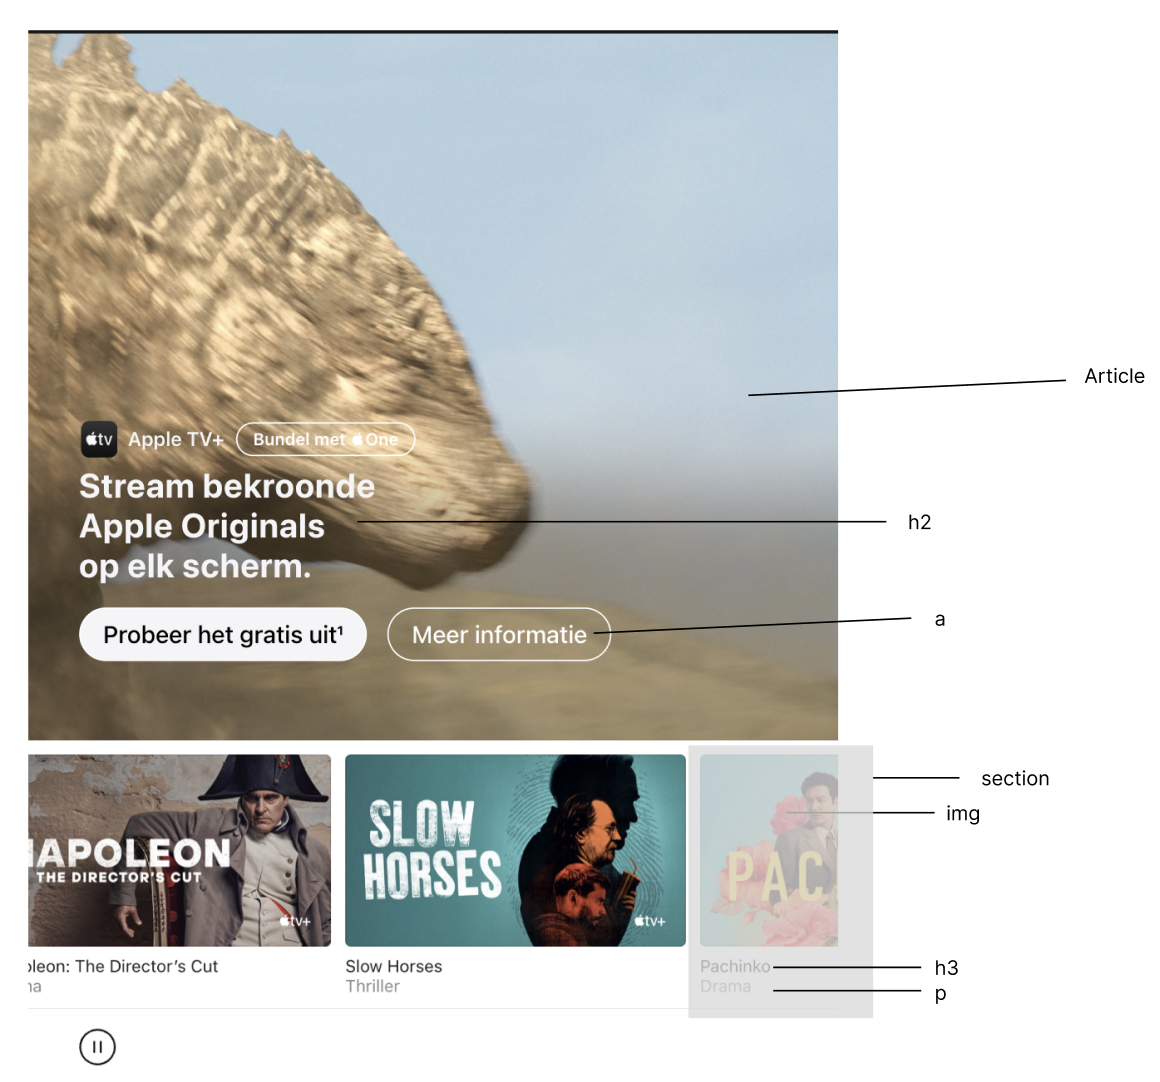 Article
tv Apple TV+ Bundel met One
Stream bekroonde
Apple Originals
op elk scherm.
h2
Probeer het gratis uit¹ Meer informatie
a
section
img
NAPOLEON
THE DIRECTOR'S CUT
tv+
SLOW
HORSES
tv+
PAC
oleon: The Director's Cut
na
Slow Horses
Thriller
Pachinko
Drama
h3
p